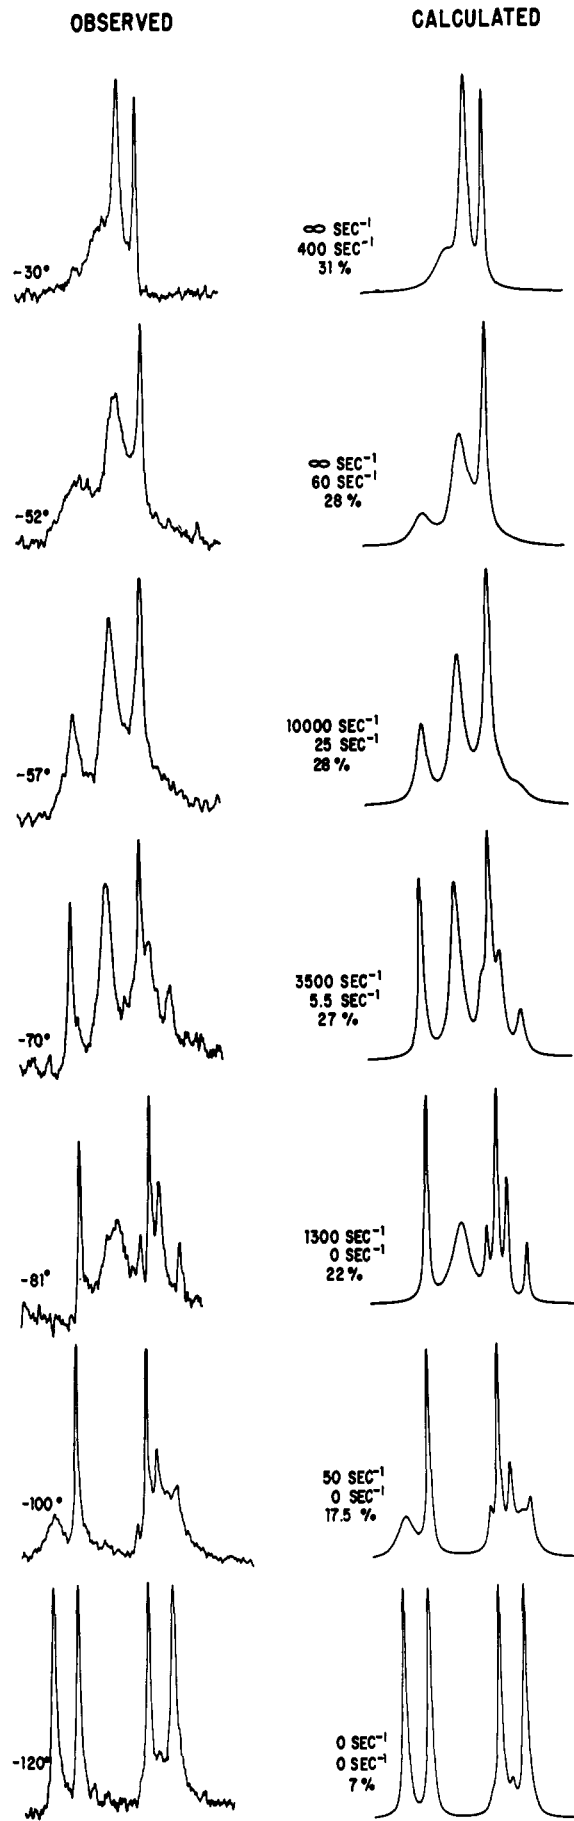 OBSERVED
CALCULATED
∞ SEC⁻¹
400 SEC⁻¹
31 %
-30°
∞ SEC⁻¹
60 SEC⁻¹
28 %
-52°
10000 SEC⁻¹
25 SEC⁻¹
28 %
-57°
3500 SEC⁻¹
5.5 SEC⁻¹
27 %
-70°
1300 SEC⁻¹
0 SEC⁻¹
22 %
-81°
50 SEC⁻¹
0 SEC⁻¹
17.5 %
-100°
0 SEC⁻¹
0 SEC⁻¹
7 %
-120°